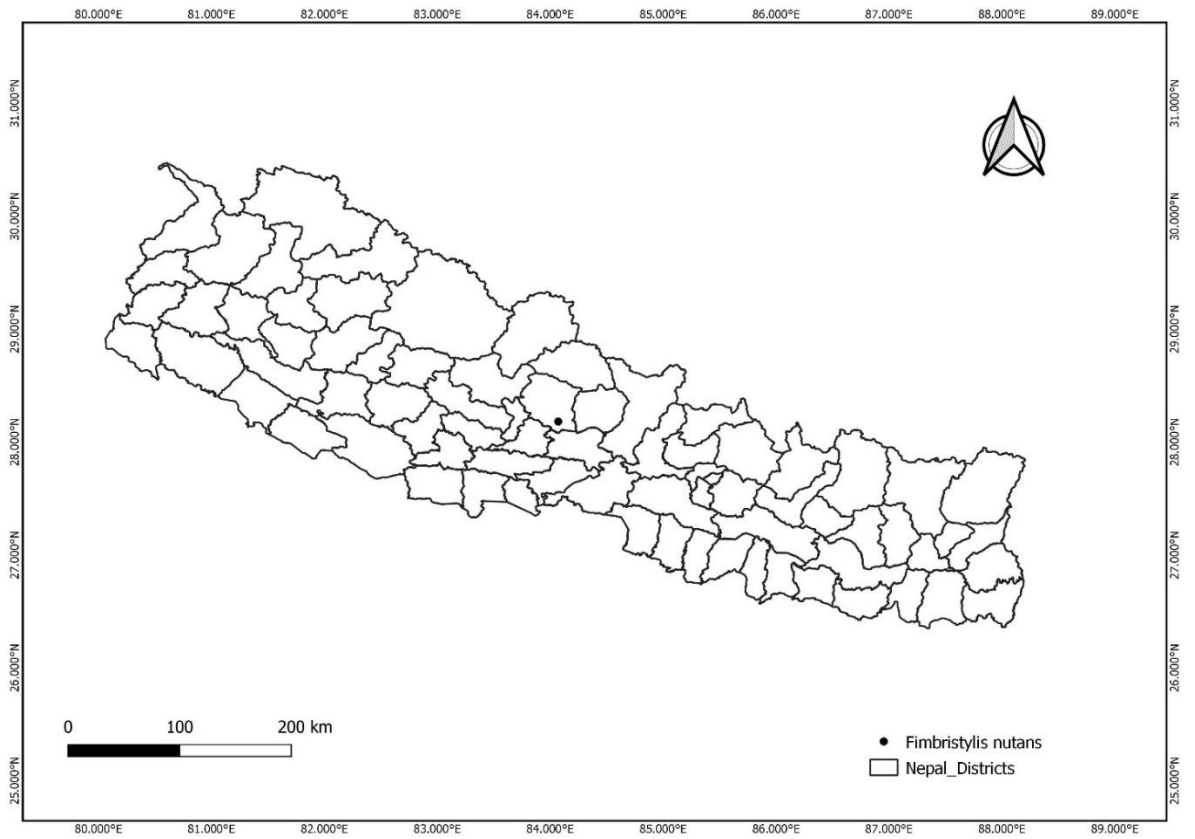 80.000°E 81.000°E 82.000°E 83.000°E 84.000°E 85.000°E 86.000°E 87.000°E 88.000°E 89.000°E
31.000°N 31.000°N
30.000°N 30.000°N
29.000°N 29.000°N
28.000°N 28.000°N
27.000°N 27.000°N
26.000°N 26.000°N
25.000°N 25.000°N
0 100 200 km
Fimbristylis nutans
Nepal_Districts
80.000°E 81.000°E 82.000°E 83.000°E 84.000°E 85.000°E 86.000°E 87.000°E 88.000°E 89.000°E